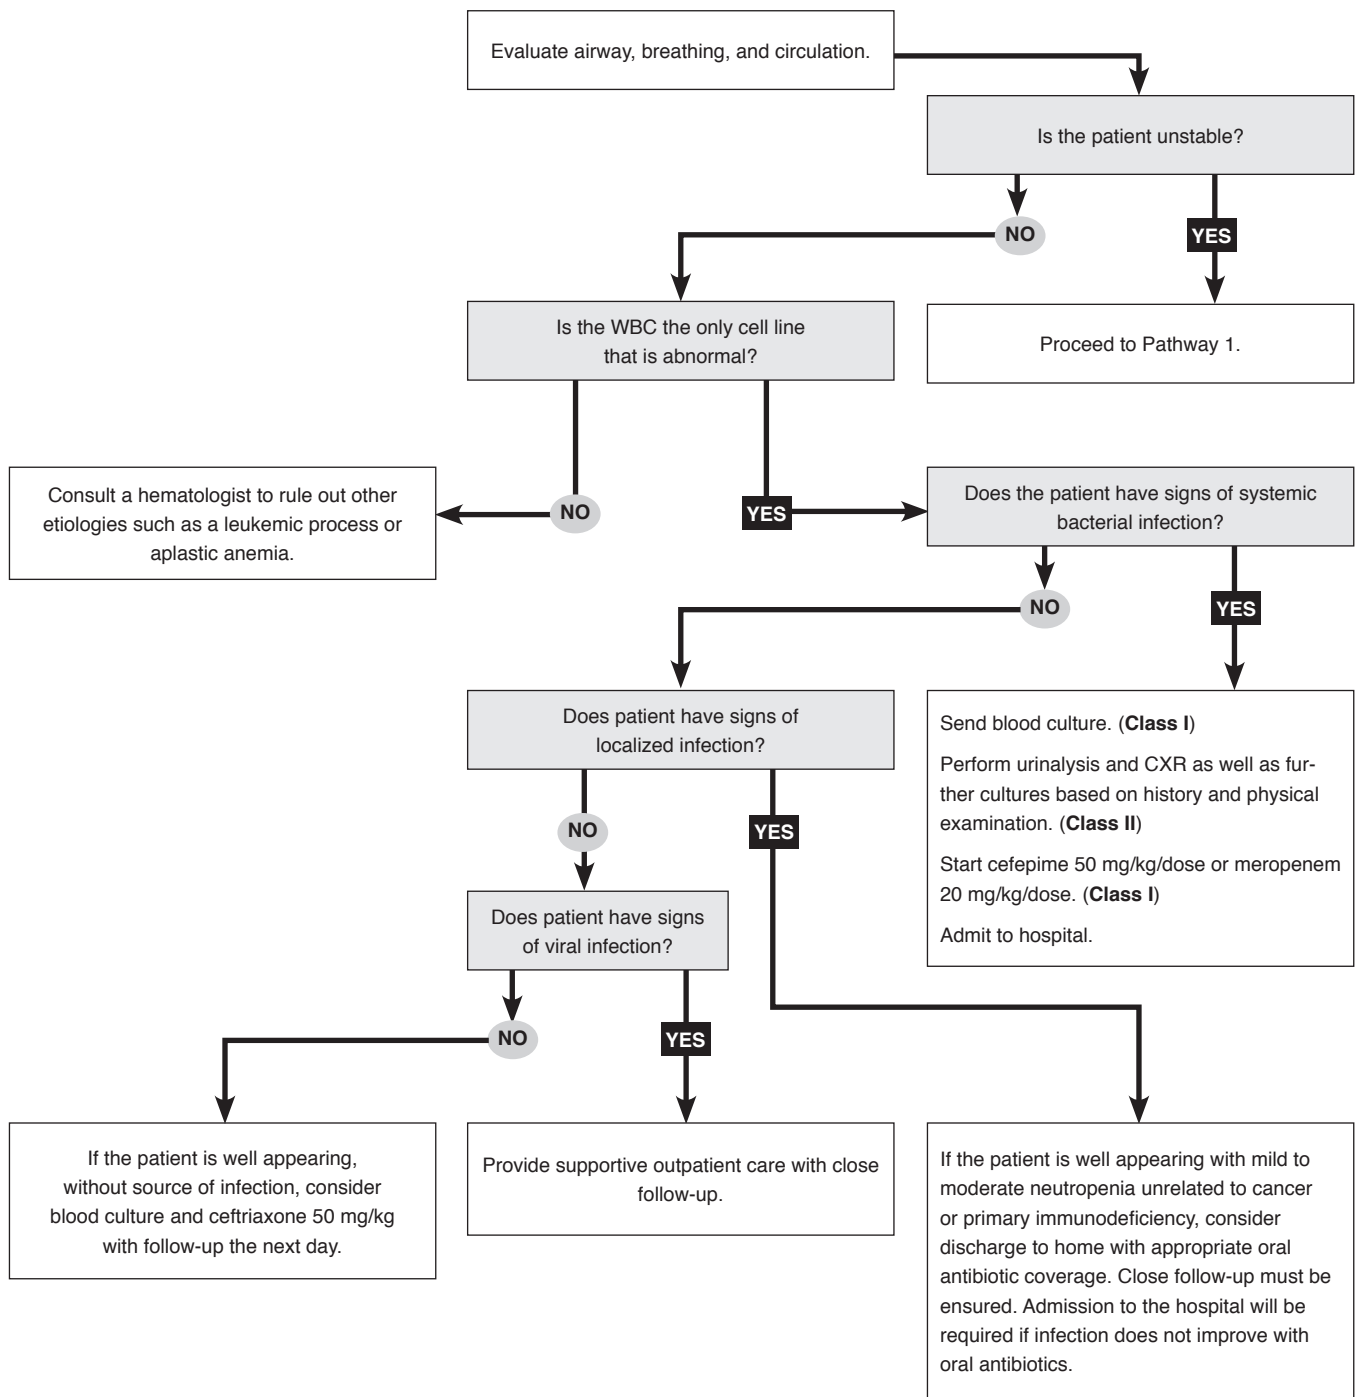 Evaluate airway, breathing, and circulation.
Is the patient unstable?
NO
YES
Is the WBC the only cell line
that is abnormal?
Proceed to Pathway 1.
Consult a hematologist to rule out other
etiologies such as a leukemic process or
aplastic anemia.
NO
YES
Does the patient have signs of systemic
bacterial infection?
NO
YES
Does patient have signs of
localized infection?
Send blood culture. (Class I)
Perform urinalysis and CXR as well as fur-
ther cultures based on history and physical
examination. (Class II)
Start cefepime 50 mg/kg/dose or meropenem
20 mg/kg/dose. (Class I)
Admit to hospital.
NO
YES
Does patient have signs
of viral infection?
NO
YES
If the patient is well appearing,
without source of infection, consider
blood culture and ceftriaxone 50 mg/kg
with follow-up the next day.
Provide supportive outpatient care with close
follow-up.
If the patient is well appearing with mild to
moderate neutropenia unrelated to cancer
or primary immunodeficiency, consider
discharge to home with appropriate oral
antibiotic coverage. Close follow-up must be
ensured. Admission to the hospital will be
required if infection does not improve with
oral antibiotics.